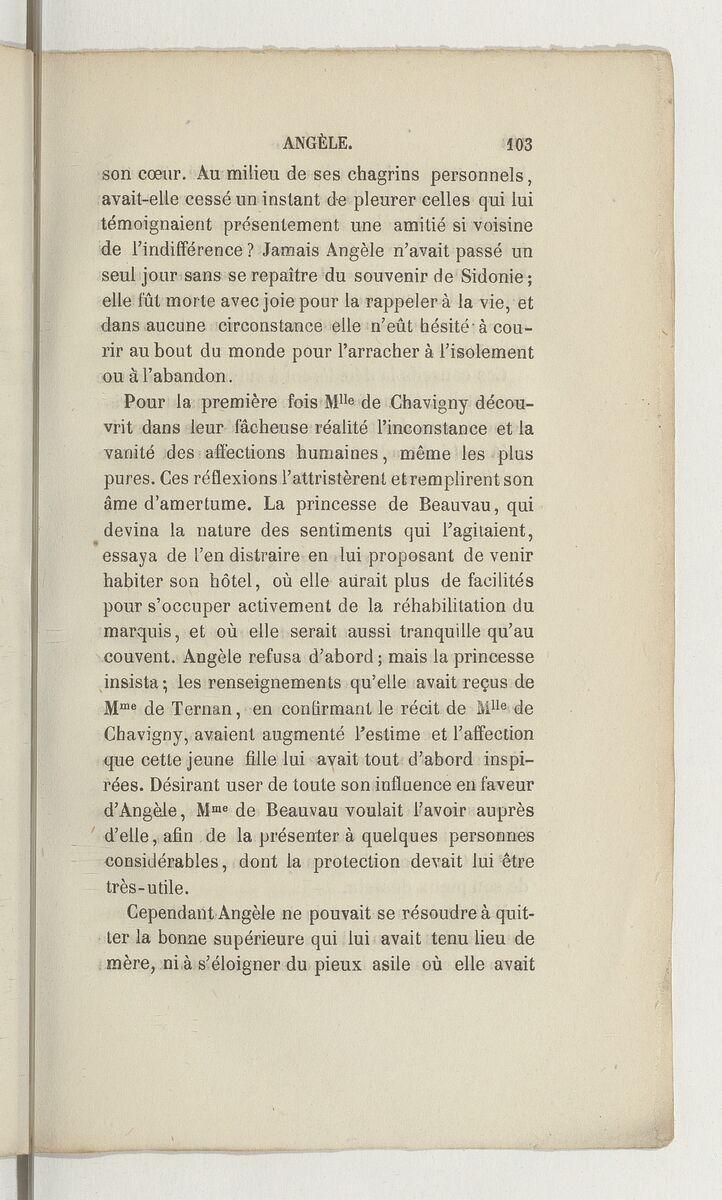 ANGÈLE. 103
son cœur. Au milieu de ses chagrins personnels,
avait-elle cessé un instant de pleurer celles qui lui
témoignaient présentement une amitié si voisine
de l'indifférence? Jamais Angèle n'avait passé un
seul jour sans se repaître du souvenir de Sidonie;
elle fût morte avec joie pour la rappeler à la vie, et
dans aucune circonstance elle n'eût hésité à cou-
rir au bout du monde pour l'arracher à l'isolement
ou à l'abandon.
Pour la première fois Mlle de Chavigny décou-
vrit dans leur fâcheuse réalité l'inconstance et la
vanité des affections humaines, même les plus
pures. Ces réflexions l'attristèrent et remplirent son
âme d'amertume. La princesse de Beauvau, qui
devina la nature des sentiments qui l'agitaient,
essaya de l'en distraire en lui proposant de venir
habiter son hôtel, où elle aurait plus de facilités
pour s'occuper activement de la réhabilitation du
marquis, et où elle serait aussi tranquille qu'au
couvent. Angèle refusa d'abord; mais la princesse
insista; les renseignements qu'elle avait reçus de
Mme de Ternan, en confirmant le récit de Mlle de
Chavigny, avaient augmenté l'estime et l'affection
que cette jeune fille lui avait tout d'abord inspi-
rées. Désirant user de toute son influence en faveur
d'Angèle, Mme de Beauvau voulait l'avoir auprès
d'elle, afin de la présenter à quelques personnes
considérables, dont la protection devait lui être
très-utile.
Cependant Angèle ne pouvait se résoudre à quit-
ter la bonne supérieure qui lui avait tenu lieu de
mère, ni à s'éloigner du pieux asile où elle avait